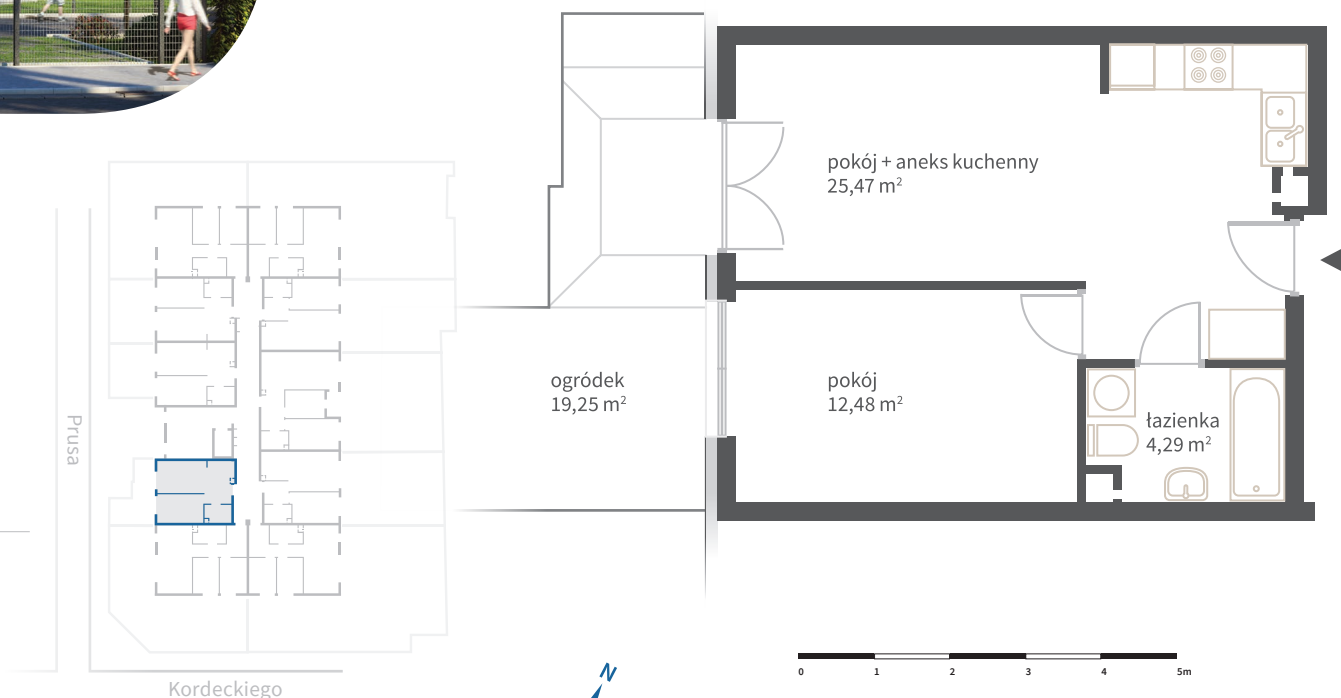 pokój + aneks kuchenny
25,47 m²
ogródek
19,25 m²
pokój
12,48 m²
łazienka
4,29 m²
Prusa
Kordeckiego
N
0 1 2 3 4 5m